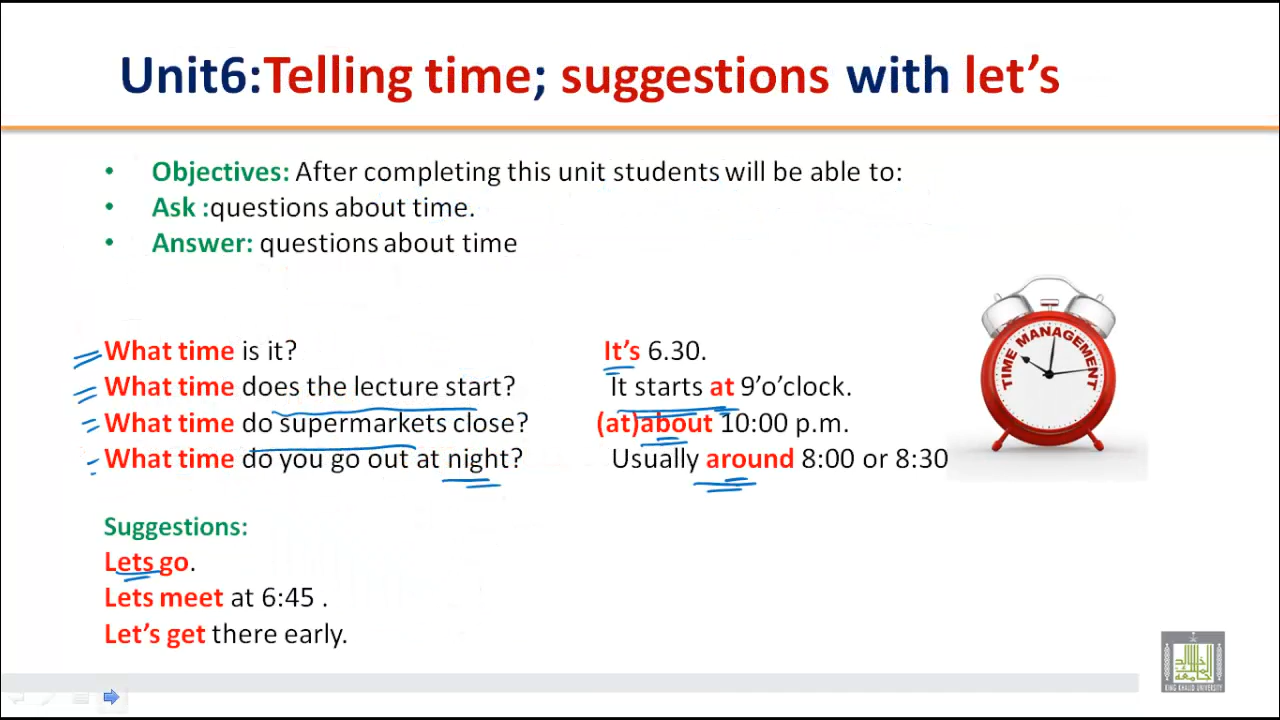 Unit6:Telling time; suggestions with let's
• Objectives: After completing this unit students will be able to:
• Ask :questions about time.
• Answer: questions about time
What time is it? It's 6.30.
What time does the lecture start? It starts at 9'o'clock.
What time do supermarkets close? (at)about 10:00 p.m.
What time do you go out at night? Usually around 8:00 or 8:30
TIME MANAGEMENT
Suggestions:
Lets go.
Lets meet at 6:45 .
Let's get there early.
KING KHALID UNIVERSITY